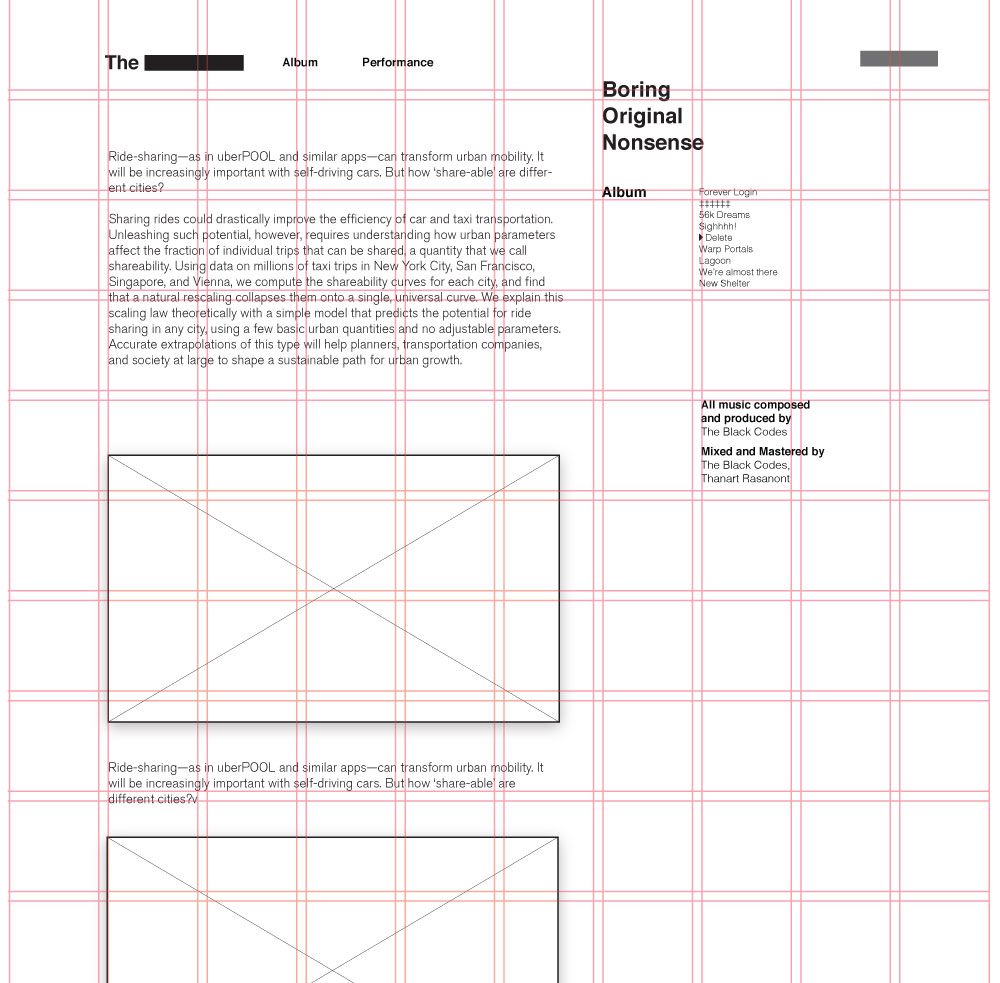 The
Album
Performance
Boring
Original
Nonsense
Ride-sharing—as in uberPOOL and similar apps—can transform urban mobility. It
will be increasingly important with self-driving cars. But how ‘share-able’ are differ-
ent cities?
Sharing rides could drastically improve the efficiency of car and taxi transportation.
Unleashing such potential, however, requires understanding how urban parameters
affect the fraction of individual trips that can be shared, a quantity that we call
shareability. Using data on millions of taxi trips in New York City, San Francisco,
Singapore, and Vienna, we compute the shareability curves for each city, and find
that a natural rescaling collapses them onto a single, universal curve. We explain this
scaling law theoretically with a simple model that predicts the potential for ride
sharing in any city, using a few basic urban quantities and no adjustable parameters.
Accurate extrapolations of this type will help planners, transportation companies,
and society at large to shape a sustainable path for urban growth.
Album
Forever Login
‡‡‡‡‡‡
56k Dreams
Sighhhh!
Delete
Warp Portals
Lagoon
We're almost there
New Shelter
All music composed
and produced by
The Black Codes
Mixed and Mastered by
The Black Codes,
Thanart Rasanont
Ride-sharing—as in uberPOOL and similar apps—can transform urban mobility. It
will be increasingly important with self-driving cars. But how ‘share-able’ are
different cities?v